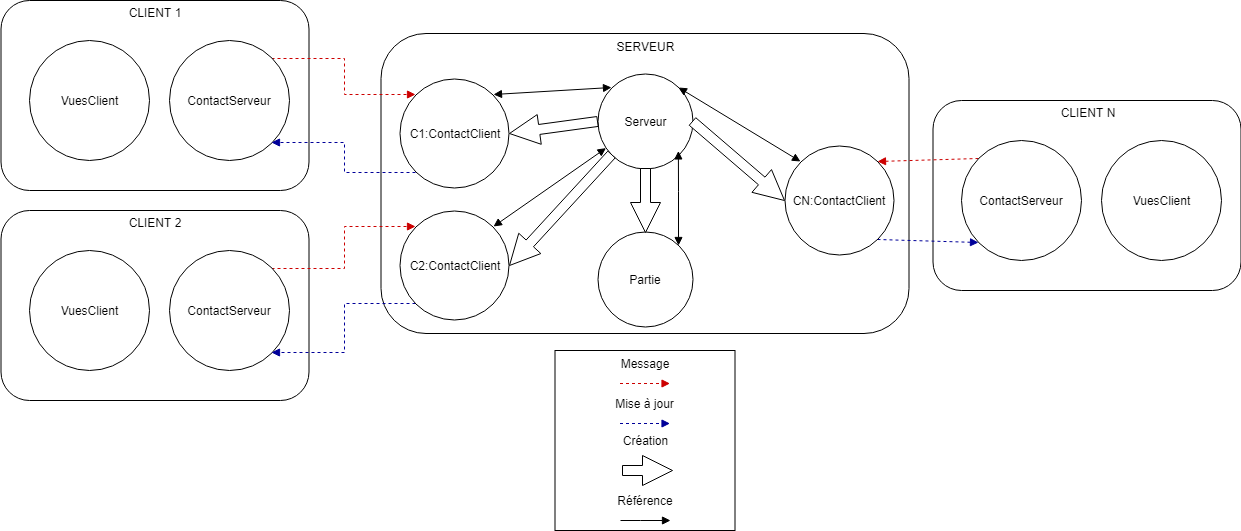 CLIENT 1
VuesClient
ContactServeur
CLIENT 2
VuesClient
ContactServeur
SERVEUR
C1:ContactClient
Serveur
C2:ContactClient
Partie
CN:ContactClient
CLIENT N
ContactServeur
VuesClient
Message
Mise à jour
Création
Référence